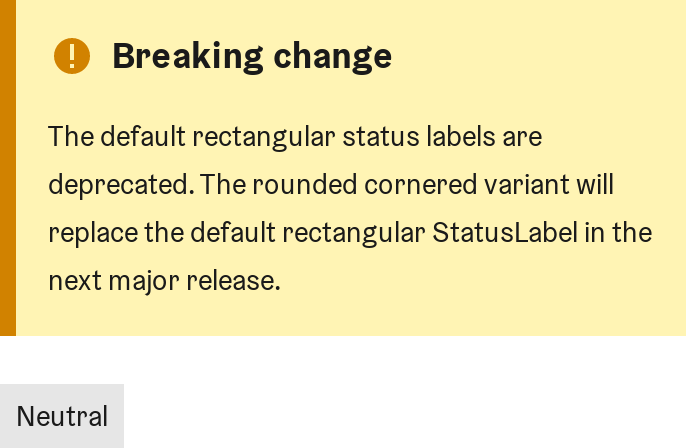 Breaking change
The default rectangular status labels are
deprecated. The rounded cornered variant will
replace the default rectangular StatusLabel in the
next major release.
Neutral